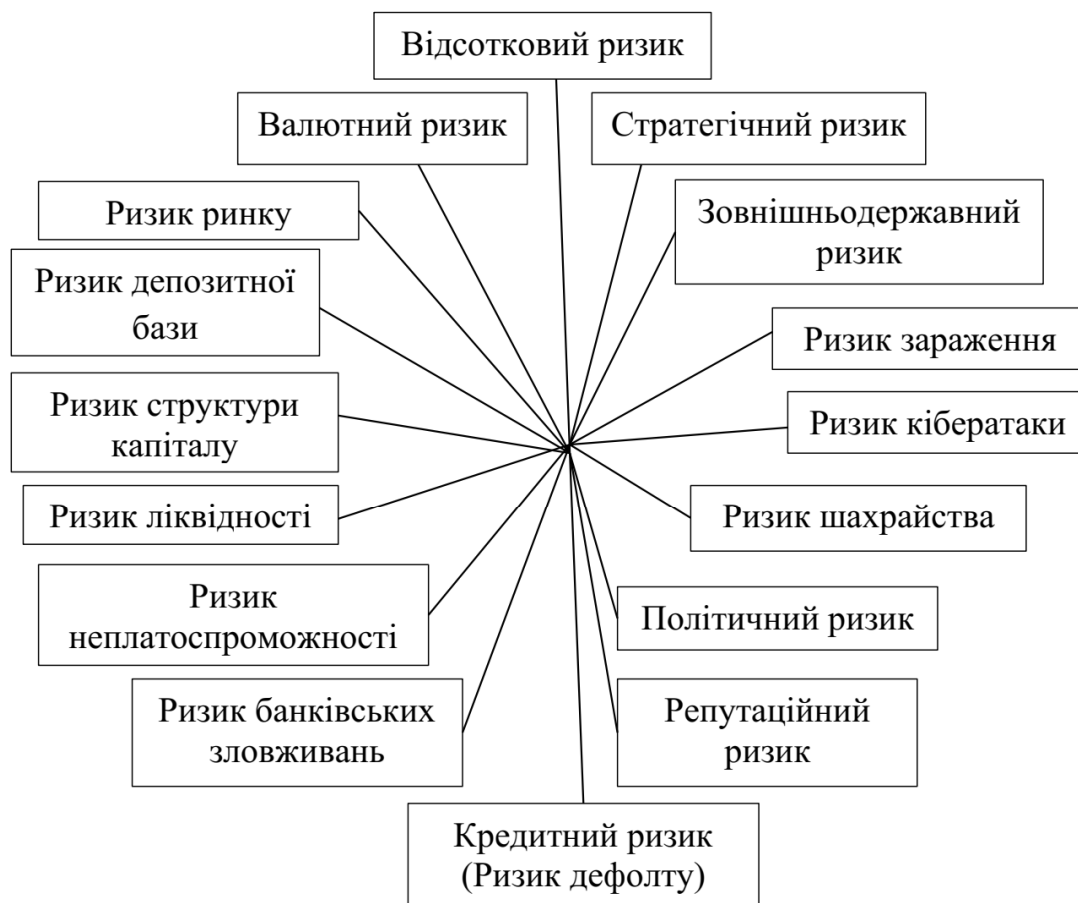 Відсотковий ризик
Валютний ризик
Стратегічний ризик
Ризик ринку
Зовнішньодержавний
ризик
Ризик депозитної
бази
Ризик зараження
Ризик структури
капіталу
Ризик кібератаки
Ризик ліквідності
Ризик шахрайства
Ризик
неплатоспроможності
Політичний ризик
Ризик банківських
зловживань
Репутаційний
ризик
Кредитний ризик
(Ризик дефолту)